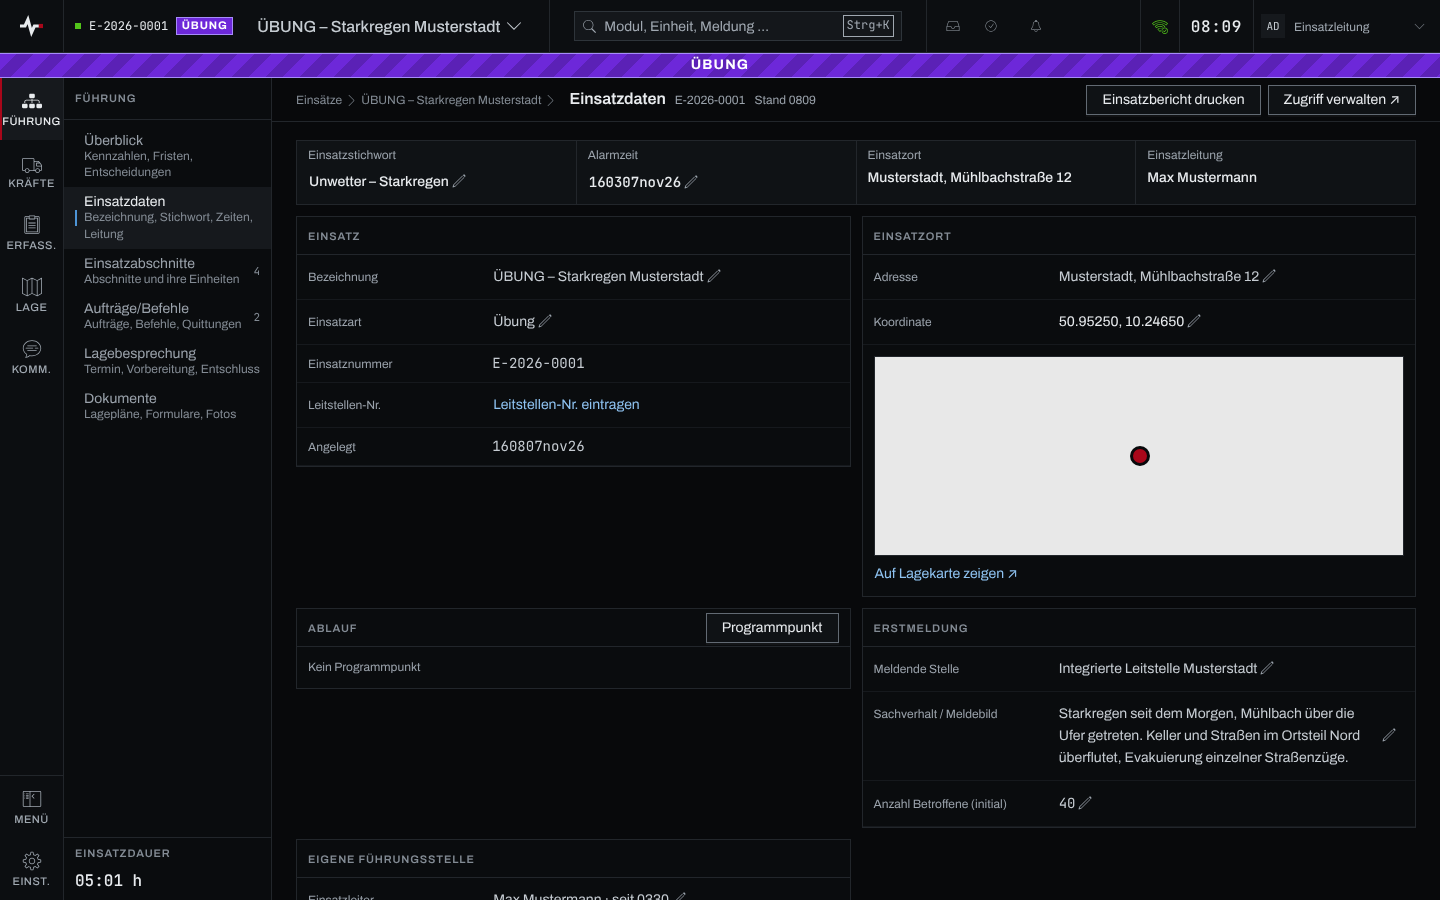 E-2026-0001 ÜBUNG ÜBUNG – Starkregen Musterstadt
Modul, Einheit, Meldung ... Strg+K
08:09
AD Einsatzleitung
ÜBUNG
FÜHRUNG
KRÄFTE
ERFASS.
LAGE
KOMM.
MENÜ
EINST.
FÜHRUNG
Überblick
Kennzahlen, Fristen,
Entscheidungen
Einsatzdaten
Bezeichnung, Stichwort, Zeiten,
Leitung
Einsatzabschnitte 4
Abschnitte und ihre Einheiten
Aufträge/Befehle 2
Aufträge, Befehle, Quittungen
Lagebesprechung
Termin, Vorbereitung, Entschluss
Dokumente
Lagepläne, Formulare, Fotos
EINSATZDAUER
05:01 h
Einsätze ÜBUNG – Starkregen Musterstadt Einsatzdaten E-2026-0001 Stand 0809
Einsatzbericht drucken
Zugriff verwalten ↗
Einsatzstichwort
Unwetter – Starkregen
Alarmzeit
160307nov26
Einsatzort
Musterstadt, Mühlbachstraße 12
Einsatzleitung
Max Mustermann
EINSATZ
Bezeichnung ÜBUNG – Starkregen Musterstadt
Einsatzart Übung
Einsatznummer E-2026-0001
Leitstellen-Nr. Leitstellen-Nr. eintragen
Angelegt 160807nov26
EINSATZORT
Adresse Musterstadt, Mühlbachstraße 12
Koordinate 50.95250, 10.24650
Auf Lagekarte zeigen ↗
ABLAUF Programmpunkt
Kein Programmpunkt
ERSTMELDUNG
Meldende Stelle Integrierte Leitstelle Musterstadt
Sachverhalt / Meldebild Starkregen seit dem Morgen, Mühlbach über die
Ufer getreten. Keller und Straßen im Ortsteil Nord
überflutet, Evakuierung einzelner Straßenzüge.
Anzahl Betroffene (initial) 40
EIGENE FÜHRUNGSSTELLE
Einsatzleiter Max Mustermann · seit 0330